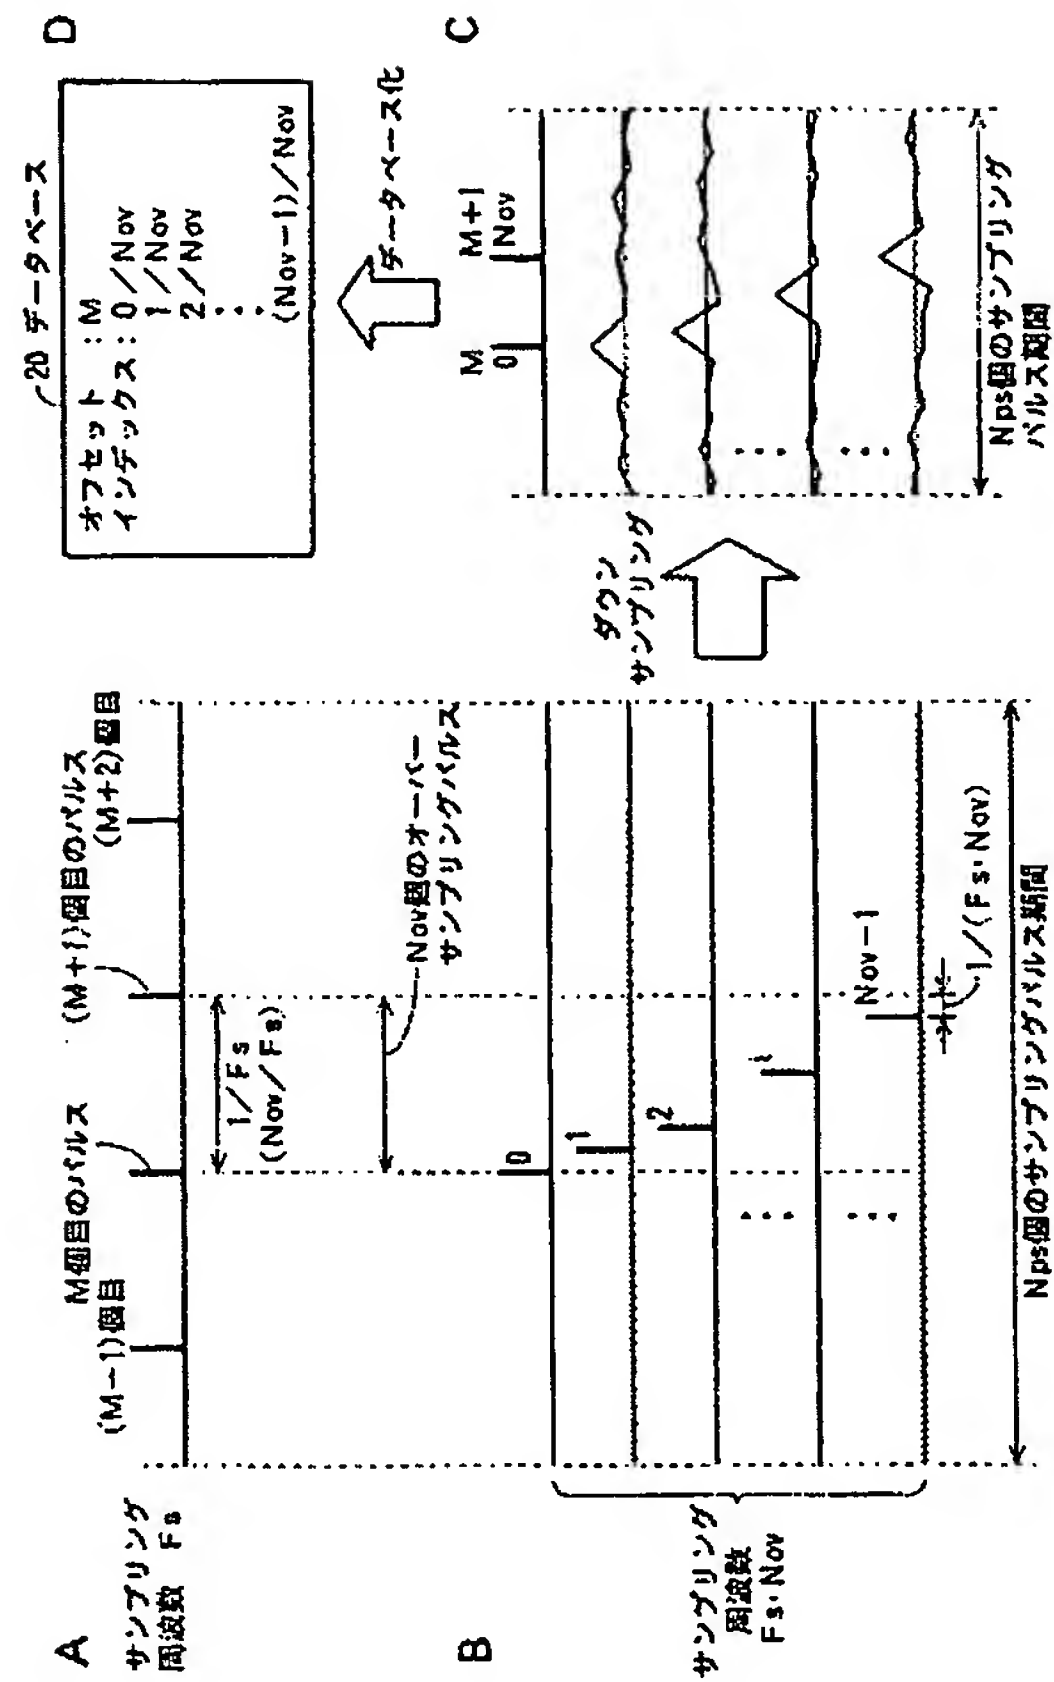 A
サンプリング
周波数 Fs
(M−1)個目
M個目のパルス
(M+1)個目のパルス
(M+2)個目
1/Fs
(Nov/Fs)
Nov個のオーバー
サンプリングパルス
B
サンプリング
周波数
Fs・Nov
0
1
2
i
Nov−1
1/(Fs・Nov)
Nps個のサンプリングパルス期間
ダウン
サンプリング
C
M
0
M+1
Nov
Nps個のサンプリング
パルス期間
データベース化
D
20 データベース
オフセット :M
インデックス:0/Nov
1/Nov
2/Nov
(Nov−1)/Nov